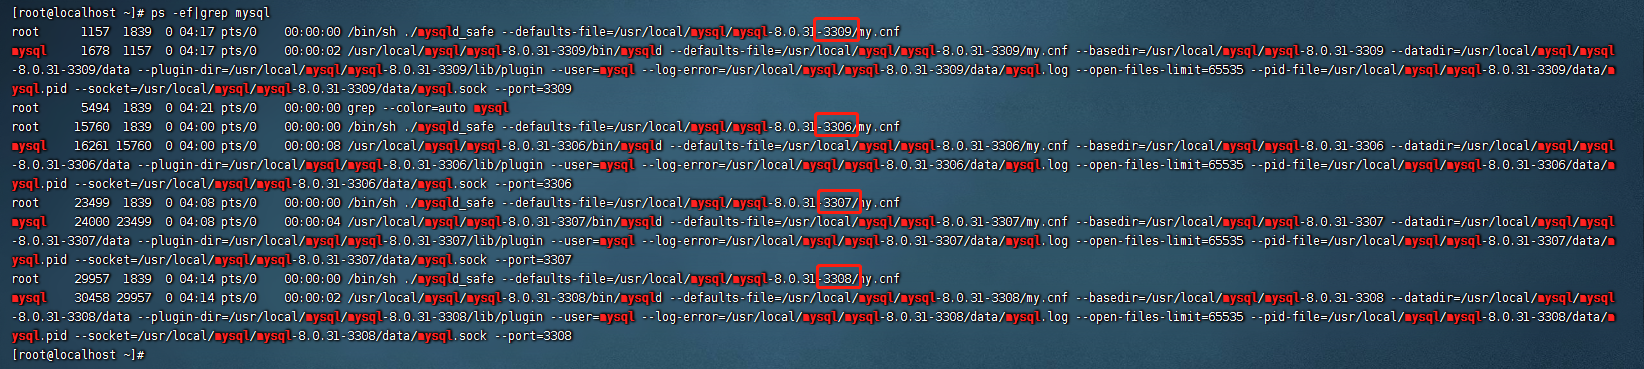 [root@localhost ~]# ps -ef|grep mysql
root      1157  1839  0 04:17 pts/0    00:00:00 /bin/sh ./mysqld_safe --defaults-file=/usr/local/mysql/mysql-8.0.31-3309/my.cnf
mysql     1678  1157  0 04:17 pts/0    00:00:02 /usr/local/mysql/mysql-8.0.31-3309/bin/mysqld --defaults-file=/usr/local/mysql/mysql-8.0.31-3309/my.cnf --basedir=/usr/local/mysql/mysql-8.0.31-3309 --datadir=/usr/local/mysql/mysql
-8.0.31-3309/data --plugin-dir=/usr/local/mysql/mysql-8.0.31-3309/lib/plugin --user=mysql --log-error=/usr/local/mysql/mysql-8.0.31-3309/data/mysql.log --open-files-limit=65535 --pid-file=/usr/local/mysql/mysql-8.0.31-3309/data/m
ysql.pid --socket=/usr/local/mysql/mysql-8.0.31-3309/data/mysql.sock --port=3309
root      5494  1839  0 04:21 pts/0    00:00:00 grep --color=auto mysql
root     15760  1839  0 04:00 pts/0    00:00:00 /bin/sh ./mysqld_safe --defaults-file=/usr/local/mysql/mysql-8.0.31-3306/my.cnf
mysql    16261 15760  0 04:00 pts/0    00:00:08 /usr/local/mysql/mysql-8.0.31-3306/bin/mysqld --defaults-file=/usr/local/mysql/mysql-8.0.31-3306/my.cnf --basedir=/usr/local/mysql/mysql-8.0.31-3306 --datadir=/usr/local/mysql/mysql
-8.0.31-3306/data --plugin-dir=/usr/local/mysql/mysql-8.0.31-3306/lib/plugin --user=mysql --log-error=/usr/local/mysql/mysql-8.0.31-3306/data/mysql.log --open-files-limit=65535 --pid-file=/usr/local/mysql/mysql-8.0.31-3306/data/m
ysql.pid --socket=/usr/local/mysql/mysql-8.0.31-3306/data/mysql.sock --port=3306
root     23499  1839  0 04:08 pts/0    00:00:00 /bin/sh ./mysqld_safe --defaults-file=/usr/local/mysql/mysql-8.0.31-3307/my.cnf
mysql    24000 23499  0 04:08 pts/0    00:00:04 /usr/local/mysql/mysql-8.0.31-3307/bin/mysqld --defaults-file=/usr/local/mysql/mysql-8.0.31-3307/my.cnf --basedir=/usr/local/mysql/mysql-8.0.31-3307 --datadir=/usr/local/mysql/mysql
-8.0.31-3307/data --plugin-dir=/usr/local/mysql/mysql-8.0.31-3307/lib/plugin --user=mysql --log-error=/usr/local/mysql/mysql-8.0.31-3307/data/mysql.log --open-files-limit=65535 --pid-file=/usr/local/mysql/mysql-8.0.31-3307/data/m
ysql.pid --socket=/usr/local/mysql/mysql-8.0.31-3307/data/mysql.sock --port=3307
root     29957  1839  0 04:14 pts/0    00:00:00 /bin/sh ./mysqld_safe --defaults-file=/usr/local/mysql/mysql-8.0.31-3308/my.cnf
mysql    30458 29957  0 04:14 pts/0    00:00:02 /usr/local/mysql/mysql-8.0.31-3308/bin/mysqld --defaults-file=/usr/local/mysql/mysql-8.0.31-3308/my.cnf --basedir=/usr/local/mysql/mysql-8.0.31-3308 --datadir=/usr/local/mysql/mysql
-8.0.31-3308/data --plugin-dir=/usr/local/mysql/mysql-8.0.31-3308/lib/plugin --user=mysql --log-error=/usr/local/mysql/mysql-8.0.31-3308/data/mysql.log --open-files-limit=65535 --pid-file=/usr/local/mysql/mysql-8.0.31-3308/data/m
ysql.pid --socket=/usr/local/mysql/mysql-8.0.31-3308/data/mysql.sock --port=3308
[root@localhost ~]#